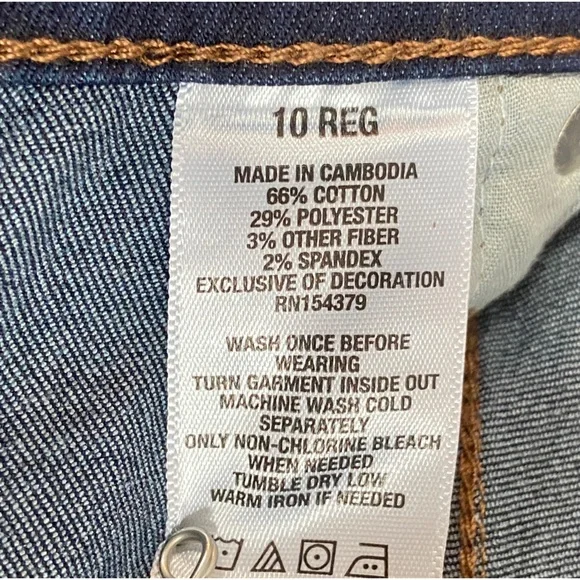 10 REG
MADE IN CAMBODIA
66% COTTON
29% POLYESTER
3% OTHER FIBER
2% SPANDEX
EXCLUSIVE OF DECORATION
RN154379
WASH ONCE BEFORE
WEARING
TURN GARMENT INSIDE OUT
MACHINE WASH COLD
SEPARATELY
ONLY NON-CHLORINE BLEACH
WHEN NEEDED
TUMBLE DRY LOW
WARM IRON IF NEEDED